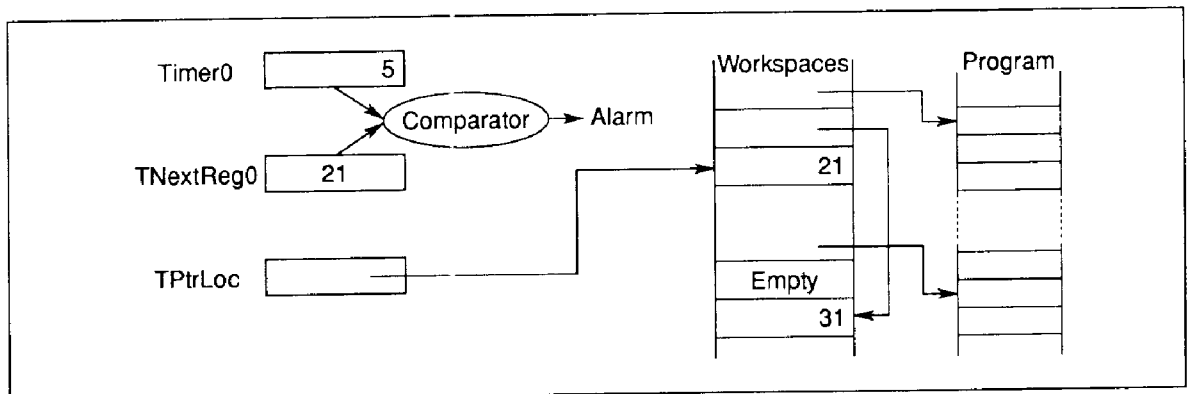 Timer0
5
Comparator
Alarm
TNextReg0
21
TPtrLoc
Workspaces
21
Empty
31
Program